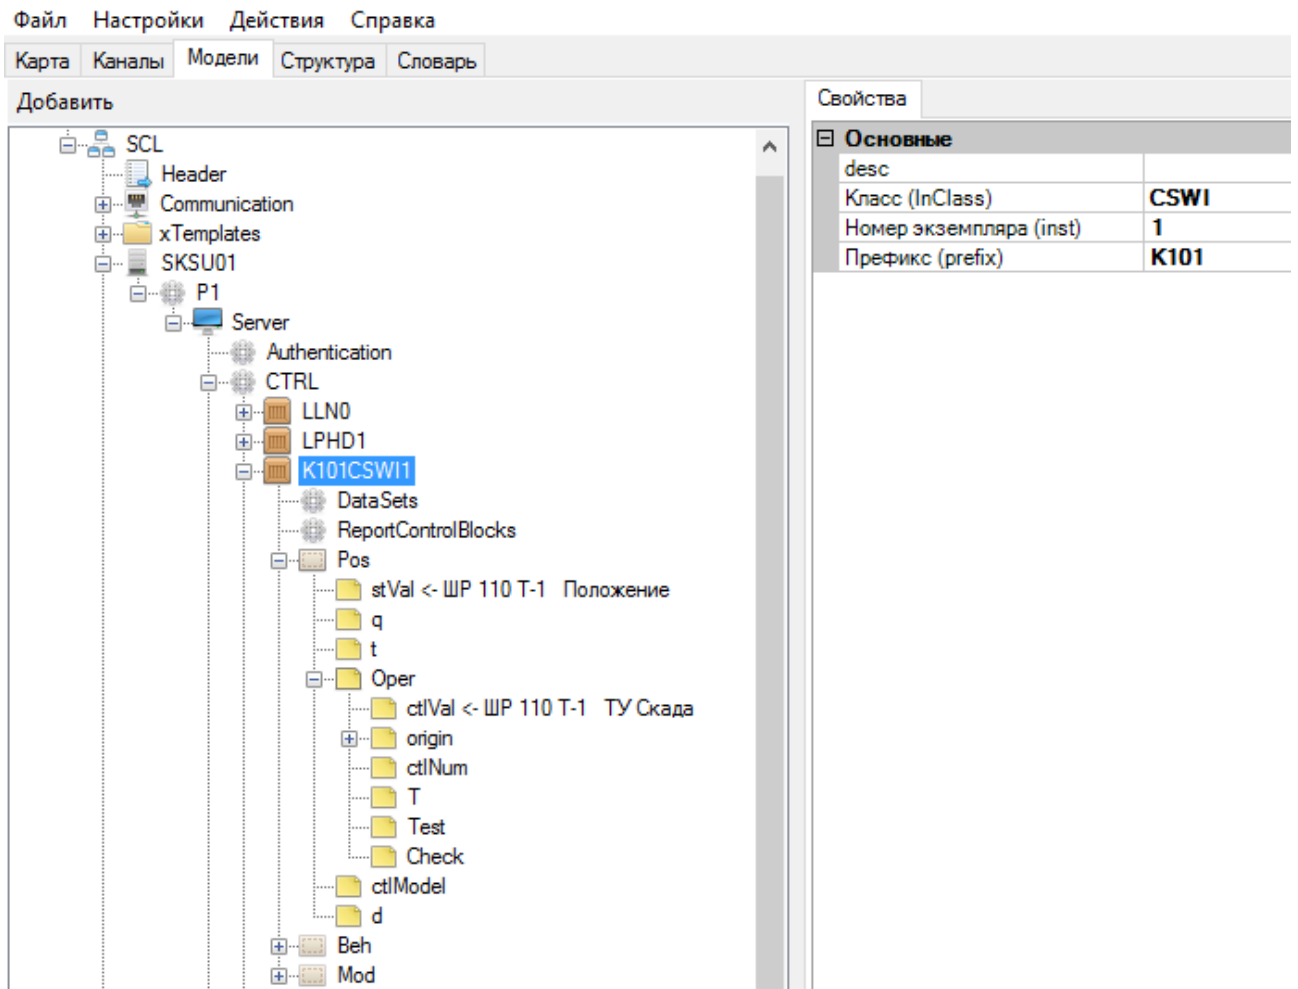 Файл Настройки Действия Справка
Карта Каналы Модели Структура Словарь
Добавить
SCL
Header
Communication
xTemplates
SKSU01
P1
Server
Authentication
CTRL
LLN0
LPHD1
K101CSWI1
DataSets
ReportControlBlocks
Pos
stVal <- ШР 110 Т-1 Положение
q
t
Oper
ctlVal <- ШР 110 Т-1 ТУ Скада
origin
ctlNum
T
Test
Check
ctlModel
d
Beh
Mod
Свойства
Основные
desc
Класс (lnClass) CSWI
Номер экземпляра (inst) 1
Префикс (prefix) K101